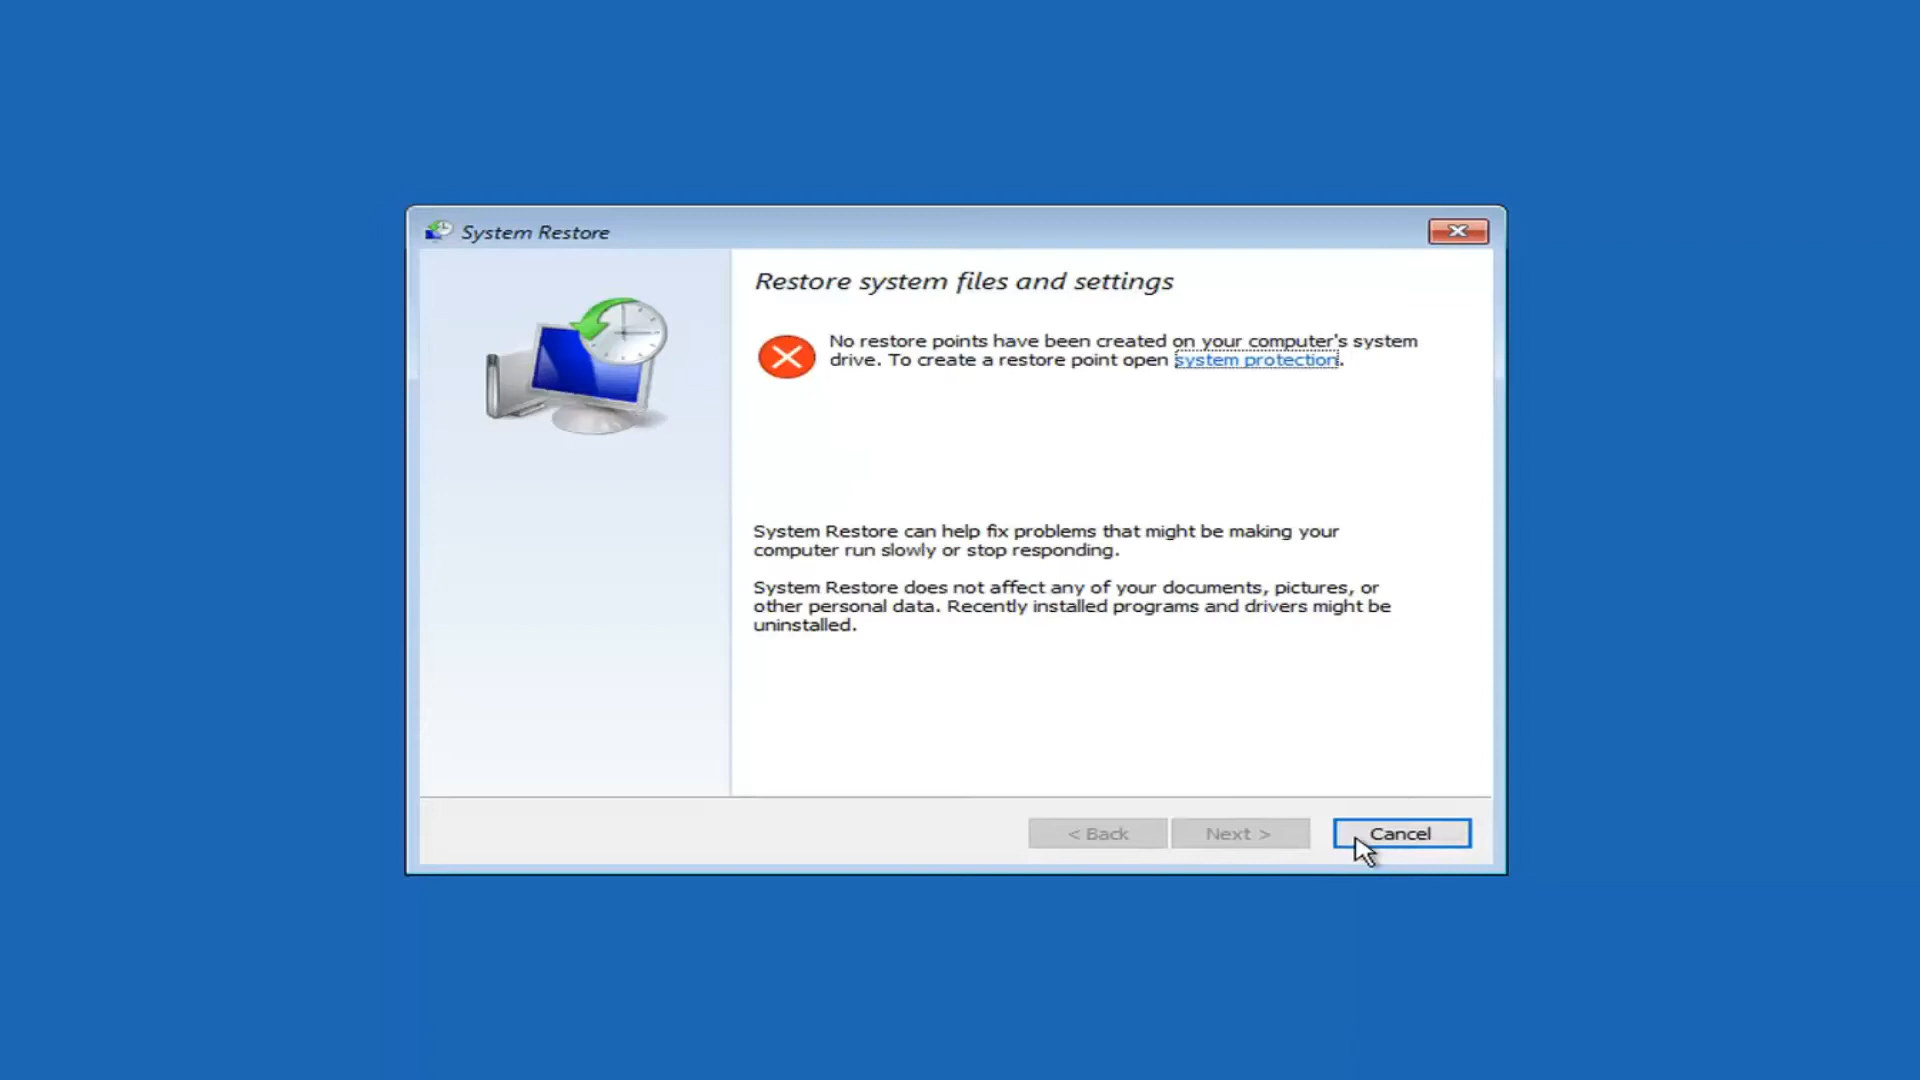 System Restore
Restore system files and settings
No restore points have been created on your computer's system
drive. To create a restore point open system protection.
System Restore can help fix problems that might be making your
computer run slowly or stop responding.
System Restore does not affect any of your documents, pictures, or
other personal data. Recently installed programs and drivers might be
uninstalled.
< Back
Next >
Cancel